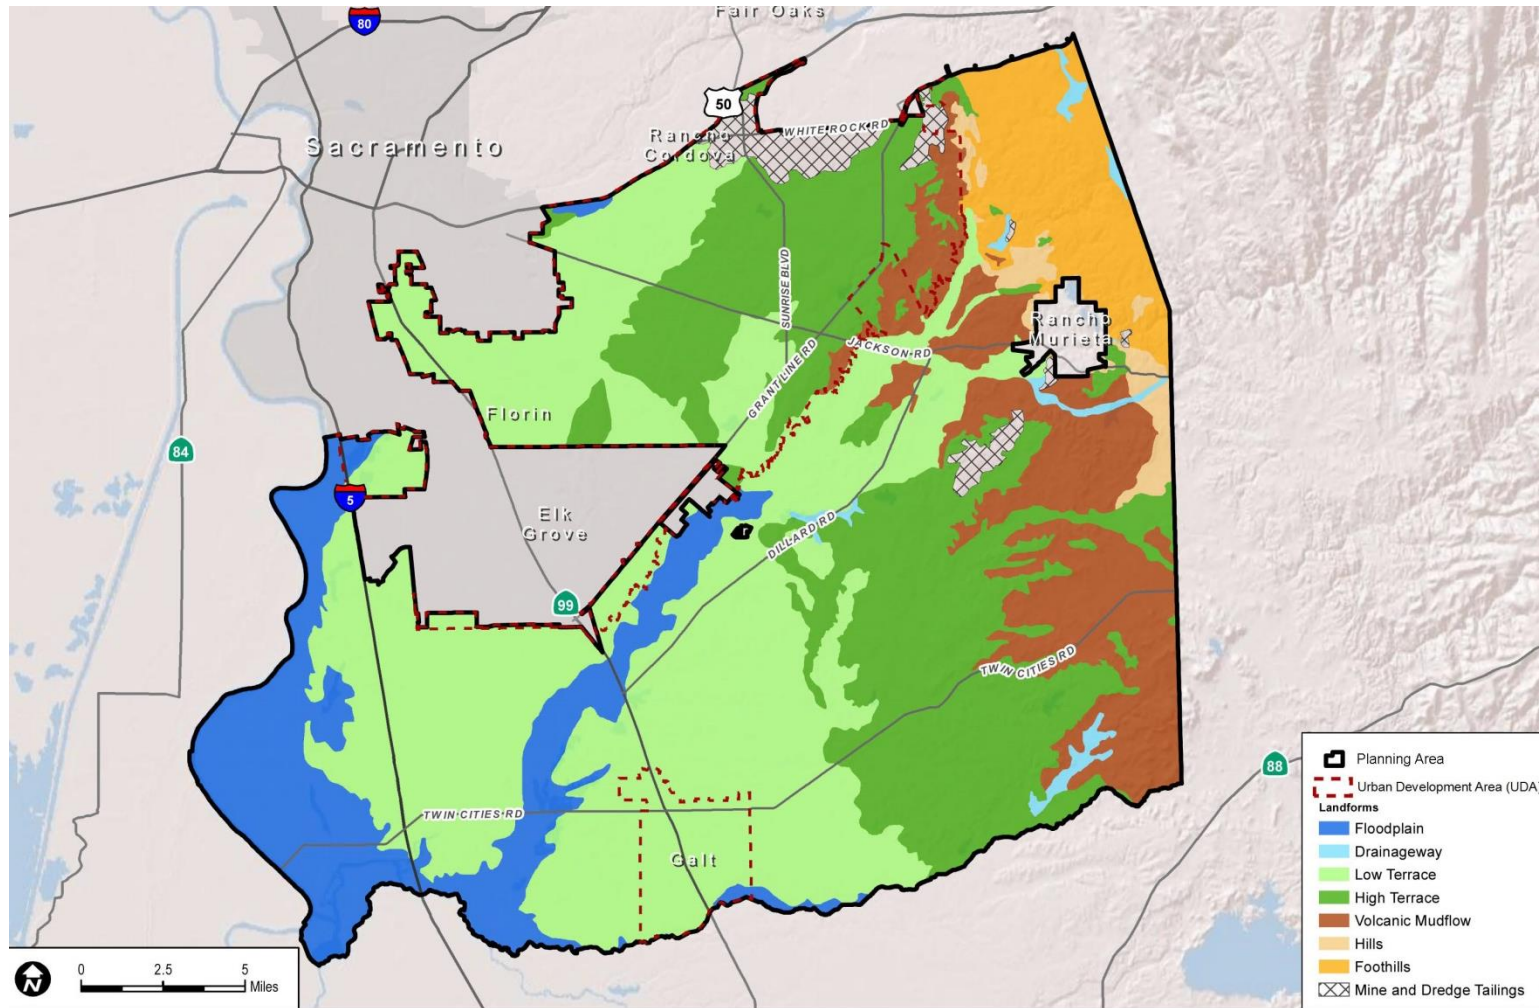 Fair Oaks
80
50
Rancho
Cordova
WHITE ROCK RD
Sacramento
SUNRISE BLVD
Rancho
Murieta
JACKSON RD
GRANT LINE RD
Florin
84
5
Elk
Grove
DILLARD RD
99
TWIN CITIES RD
88
TWIN CITIES RD
Galt
N
0 2.5 5
Miles
Planning Area
Urban Development Area (UDA)
Landforms
Floodplain
Drainageway
Low Terrace
High Terrace
Volcanic Mudflow
Hills
Foothills
Mine and Dredge Tailings